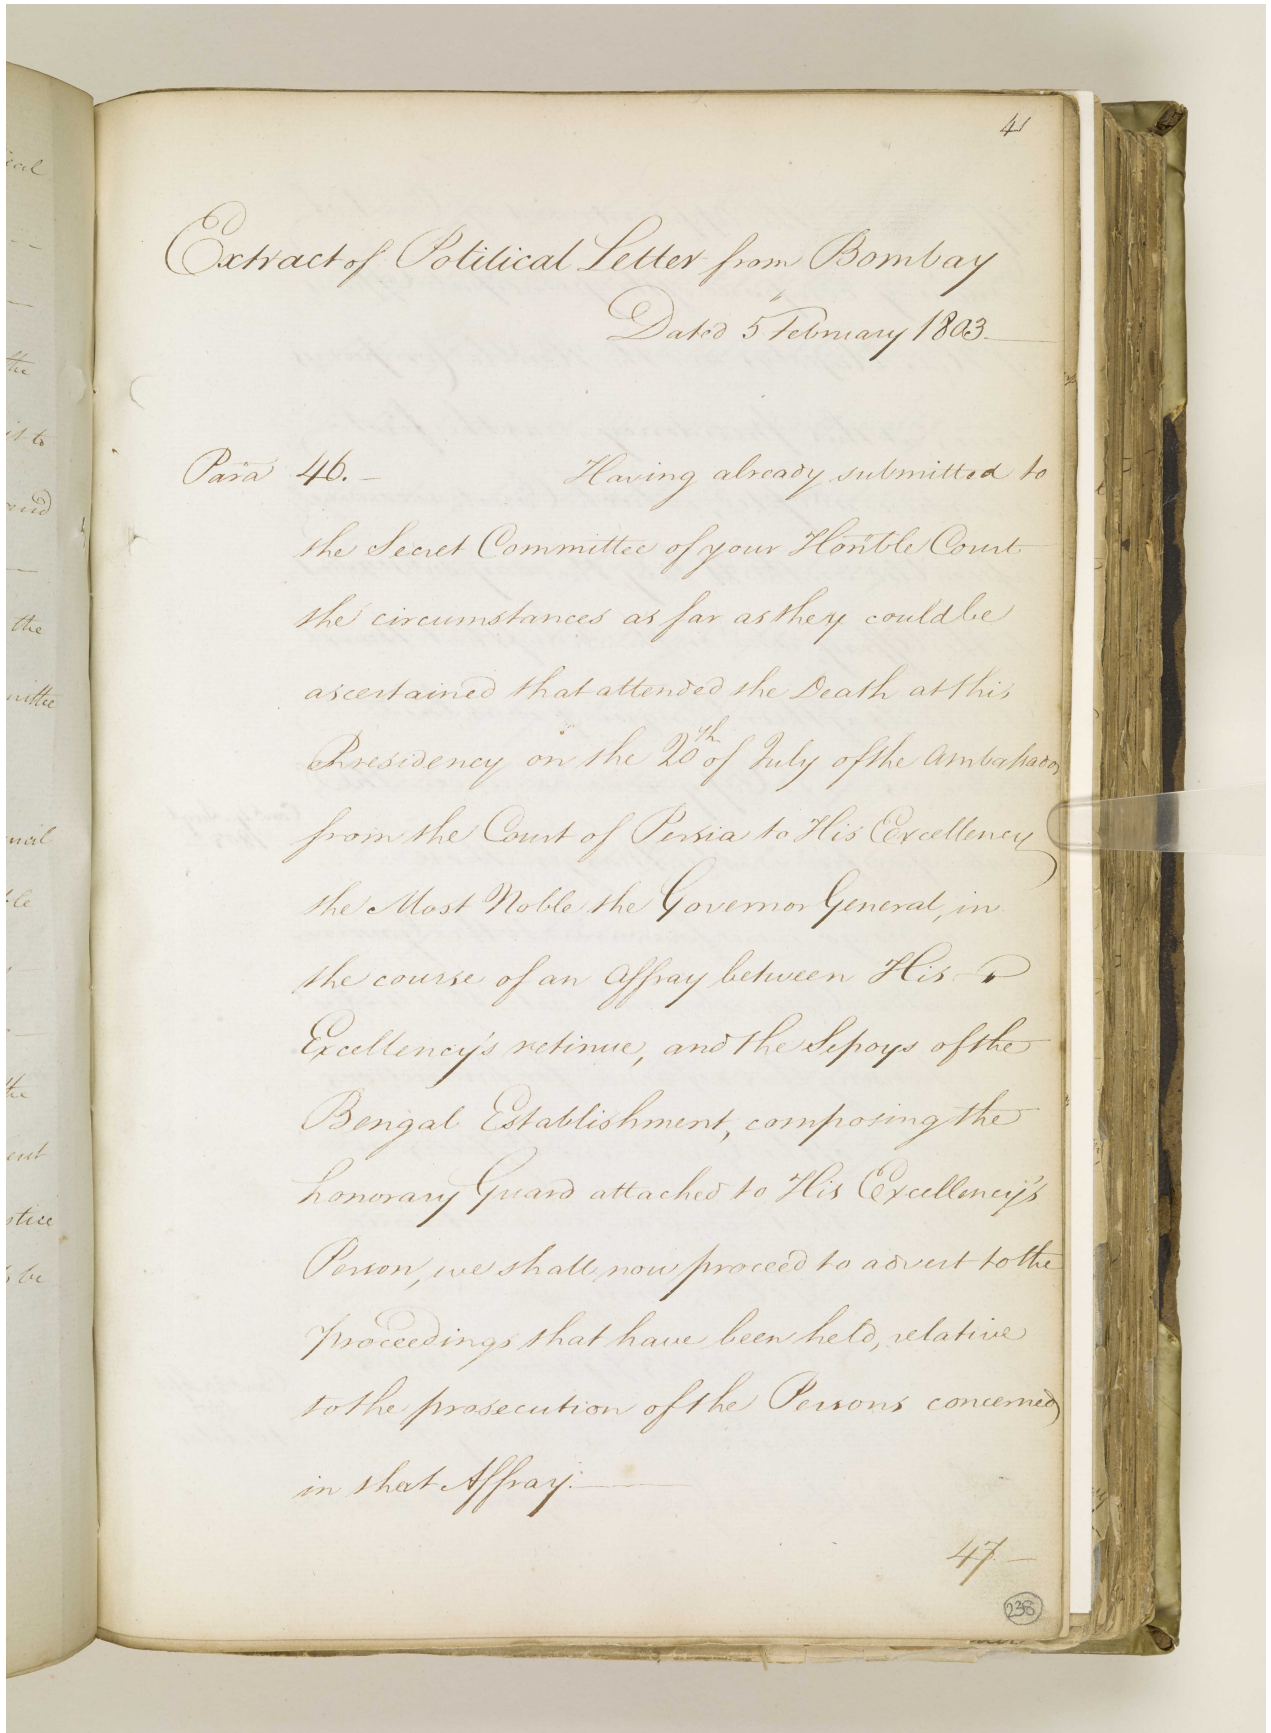 41
Extract of Political Letter from Bombay
Dated 5 February 1803.
Para 46. - Having already submitted to
the Secret Committee of your Hon'ble Court
the circumstances as far as they could be
ascertained that attended the Death at this
Presidency on the 20th of July of the Ambassador
from the Court of Persia to His Excellency
the Most Noble the Governor General, in
the course of an Affray between His
Excellency's retinue, and the Sepoys of the
Bengal Establishment, composing the
honorary Guard attached to His Excellency's
Person, we shall now proceed to advert to the
proceedings that have been held, relative
to the prosecution of the Persons concerned
in that Affray.
47
238